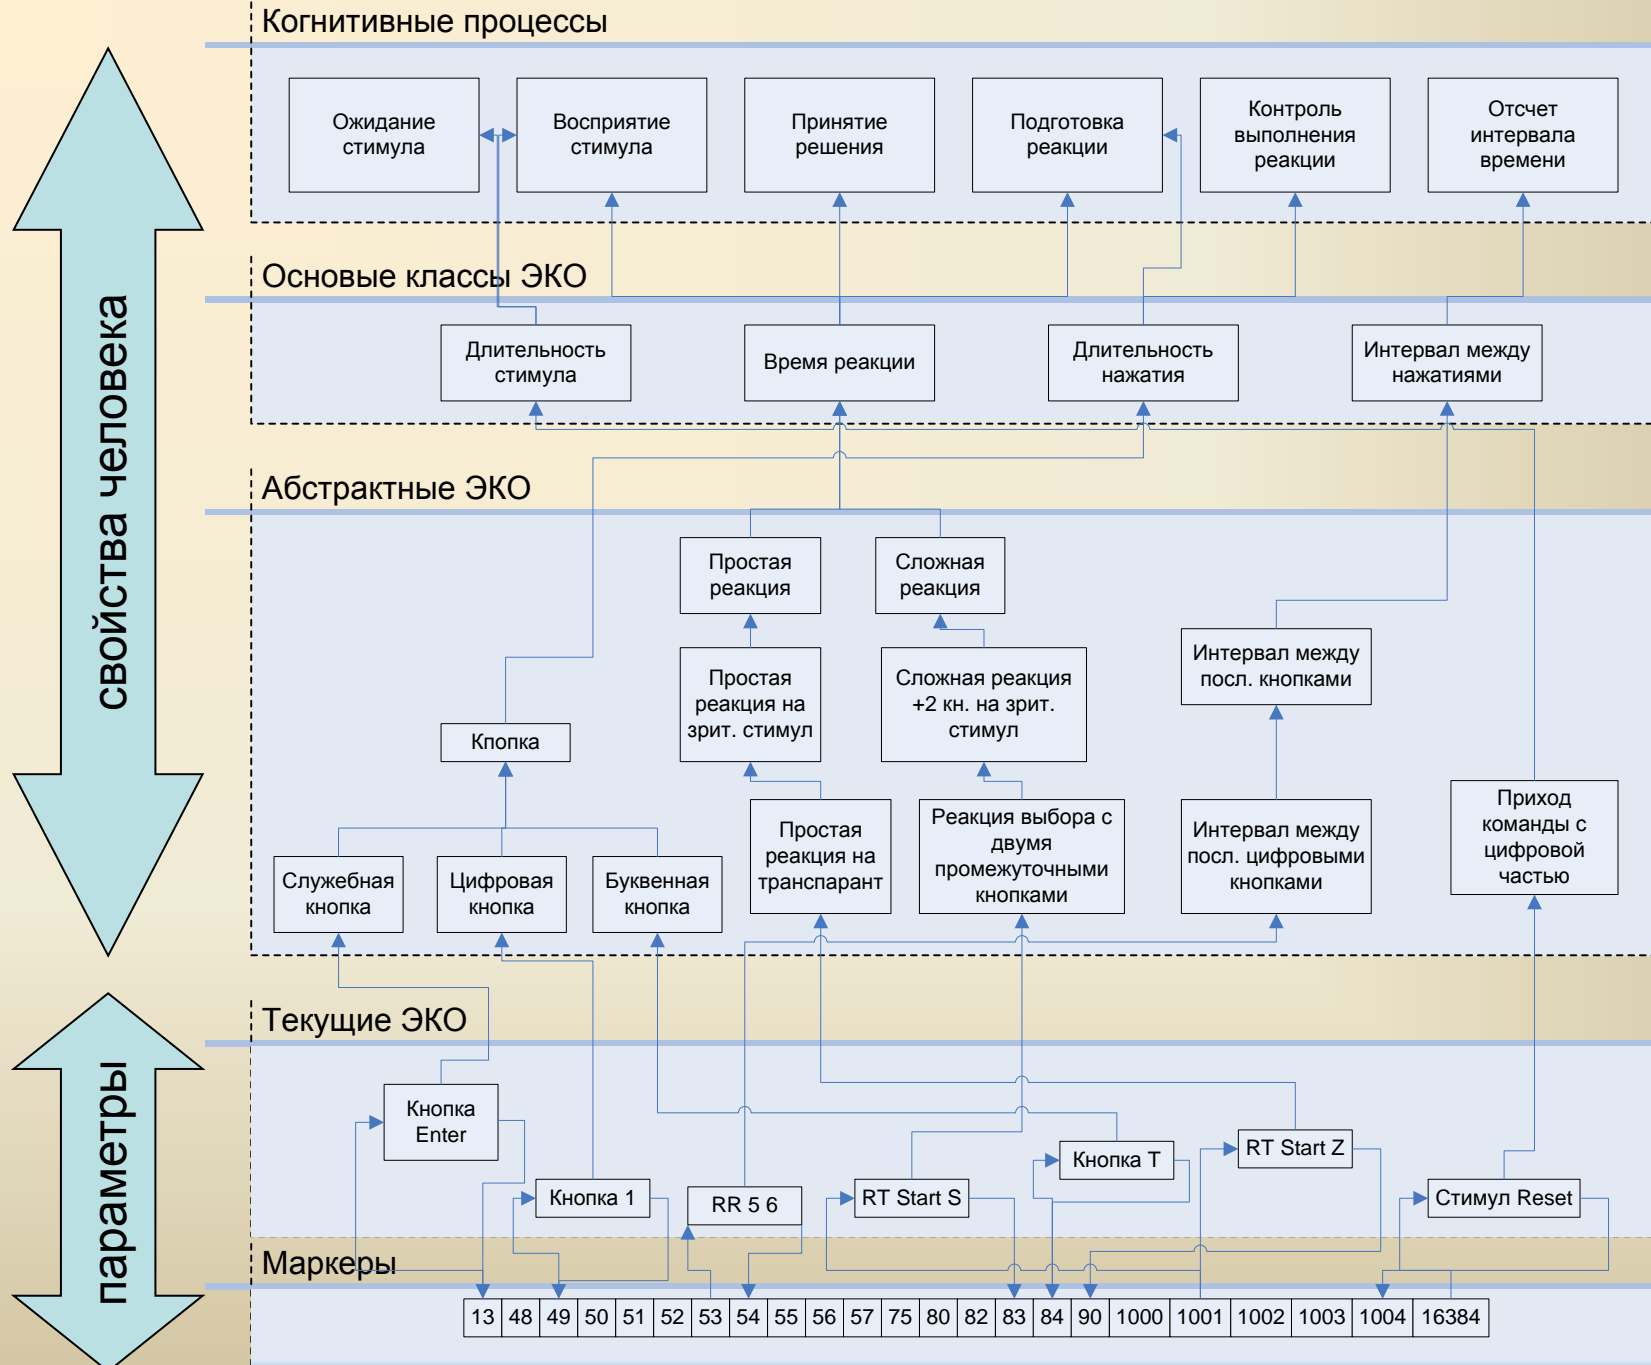 Когнитивные процессы
Ожидание
стимула
Восприятие
стимула
Принятие
решения
Подготовка
реакции
Контроль
выполнения
реакции
Отсчет
интервала
времени
свойства человека
Основые классы ЭКО
Длительность
стимула
Время реакции
Длительность
нажатия
Интервал между
нажатиями
Абстрактные ЭКО
Простая
реакция
Сложная
реакция
Простая
реакция на
зрит. стимул
Сложная реакция
+2 кн. на зрит.
стимул
Интервал между
посл. кнопками
Кпопка
Служебная
кнопка
Цифровая
кнопка
Буквенная
кнопка
Простая
реакция на
транспарант
Реакция выбора с
двумя
промежуточными
кнопками
Интервал между
посл. цифровыми
кнопками
Приход
команды с
цифровой
частью
параметры
Текущие ЭКО
Кнопка
Enter
Кнопка 1
RR 5 6
RT Start S
Кнопка T
RT Start Z
Стимул Reset
Маркеры
13 48 49 50 51 52 53 54 55 56 57 75 80 82 83 84 90 1000 1001 1002 1003 1004 16384